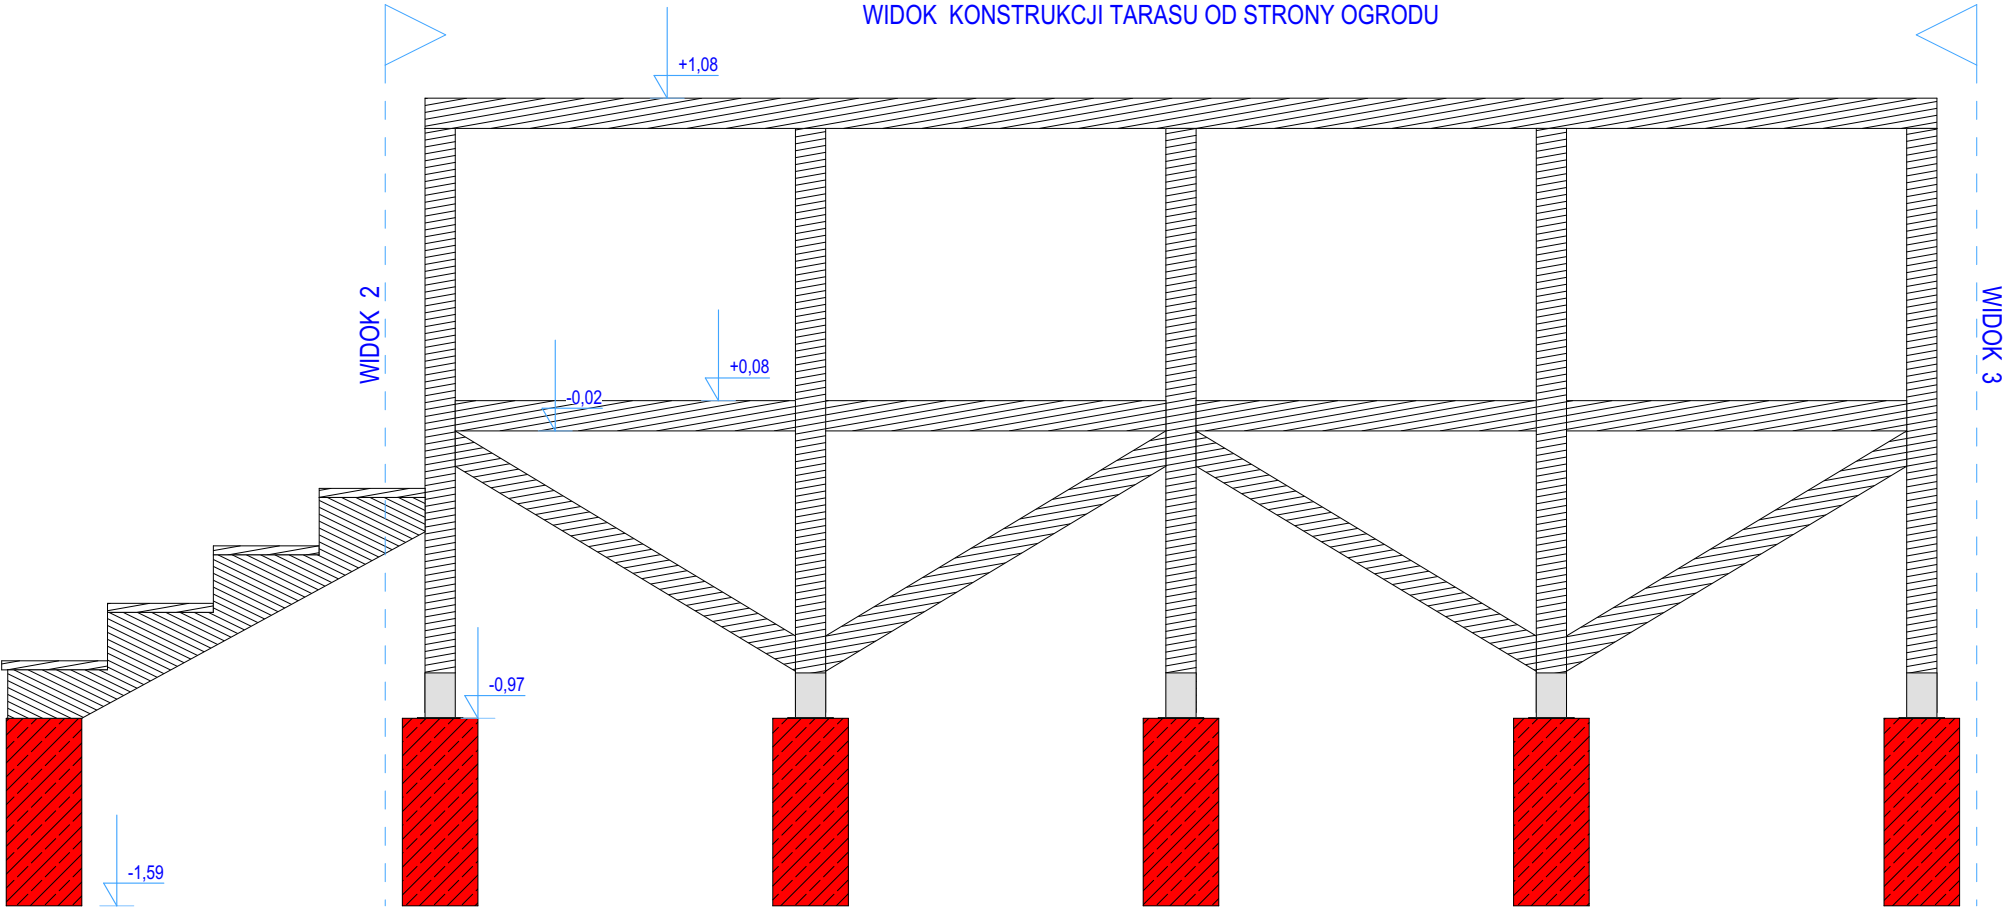 WIDOK KONSTRUKCJI TARASU OD STRONY OGRODU
+1,08
WIDOK 2
WIDOK 3
+0,08
-0,02
-0,97
-1,59